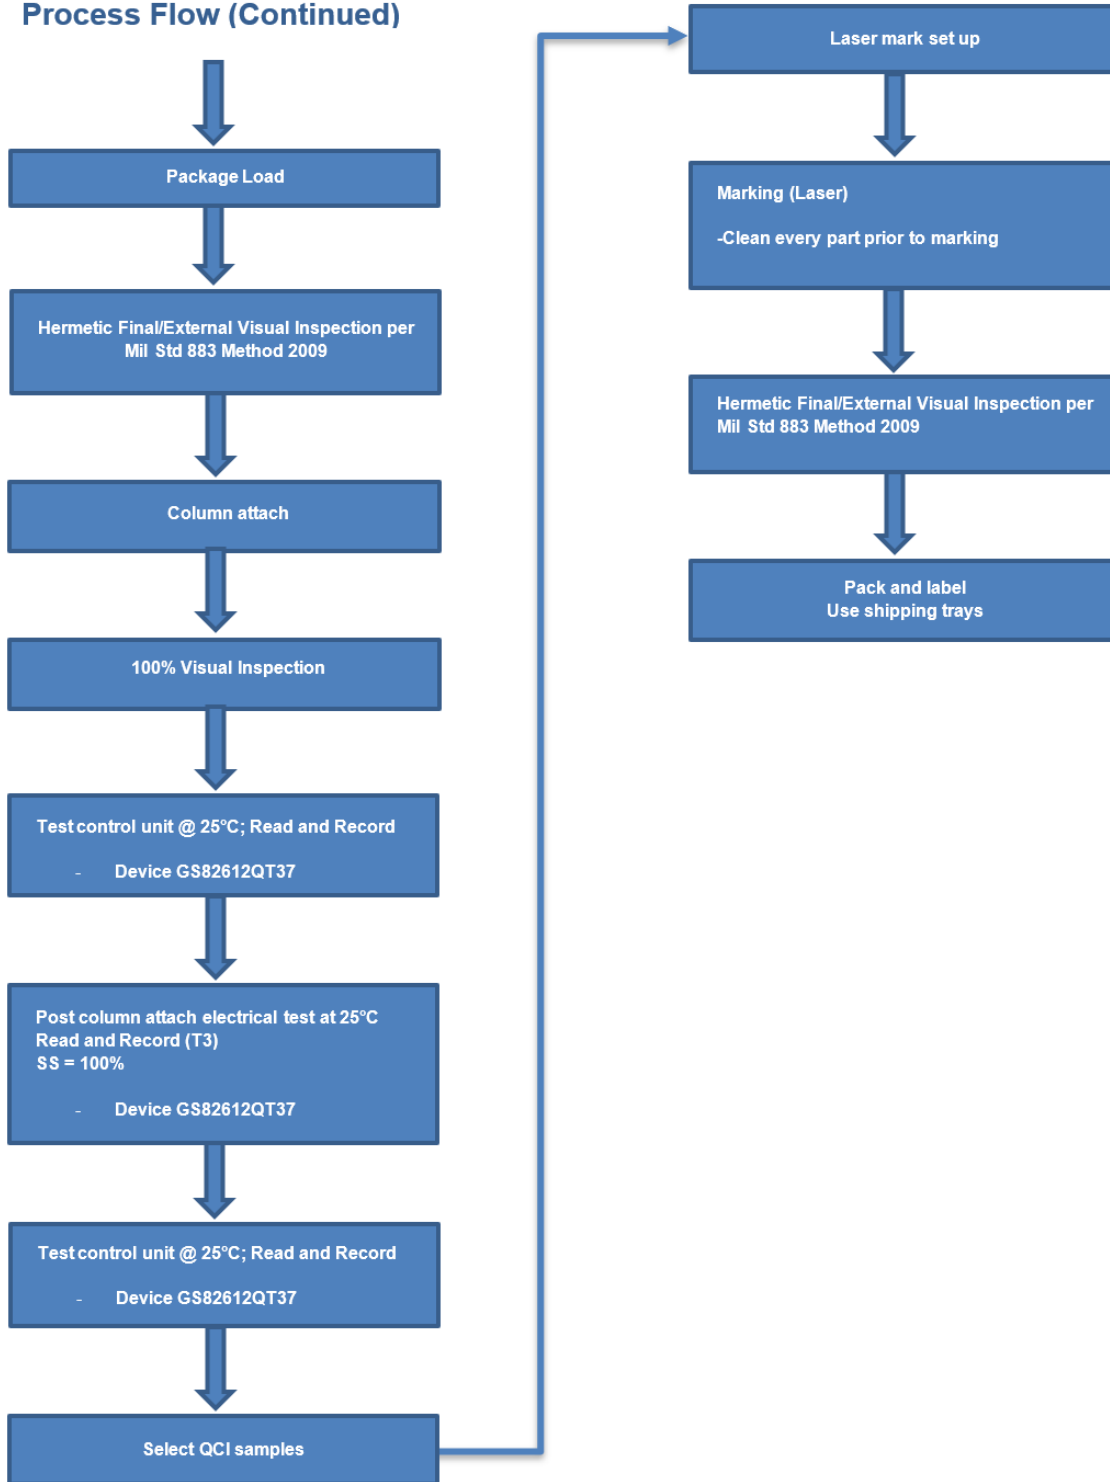 Process Flow (Continued)
Package Load
Hermetic Final/External Visual Inspection per
Mil Std 883 Method 2009
Column attach
100% Visual Inspection
Test control unit @ 25°C; Read and Record
- Device GS82612QT37
Post column attach electrical test at 25°C
Read and Record (T3)
SS = 100%
- Device GS82612QT37
Test control unit @ 25°C; Read and Record
- Device GS82612QT37
Select QCI samples
Laser mark set up
Marking (Laser)
-Clean every part prior to marking
Hermetic Final/External Visual Inspection per
Mil Std 883 Method 2009
Pack and label
Use shipping trays